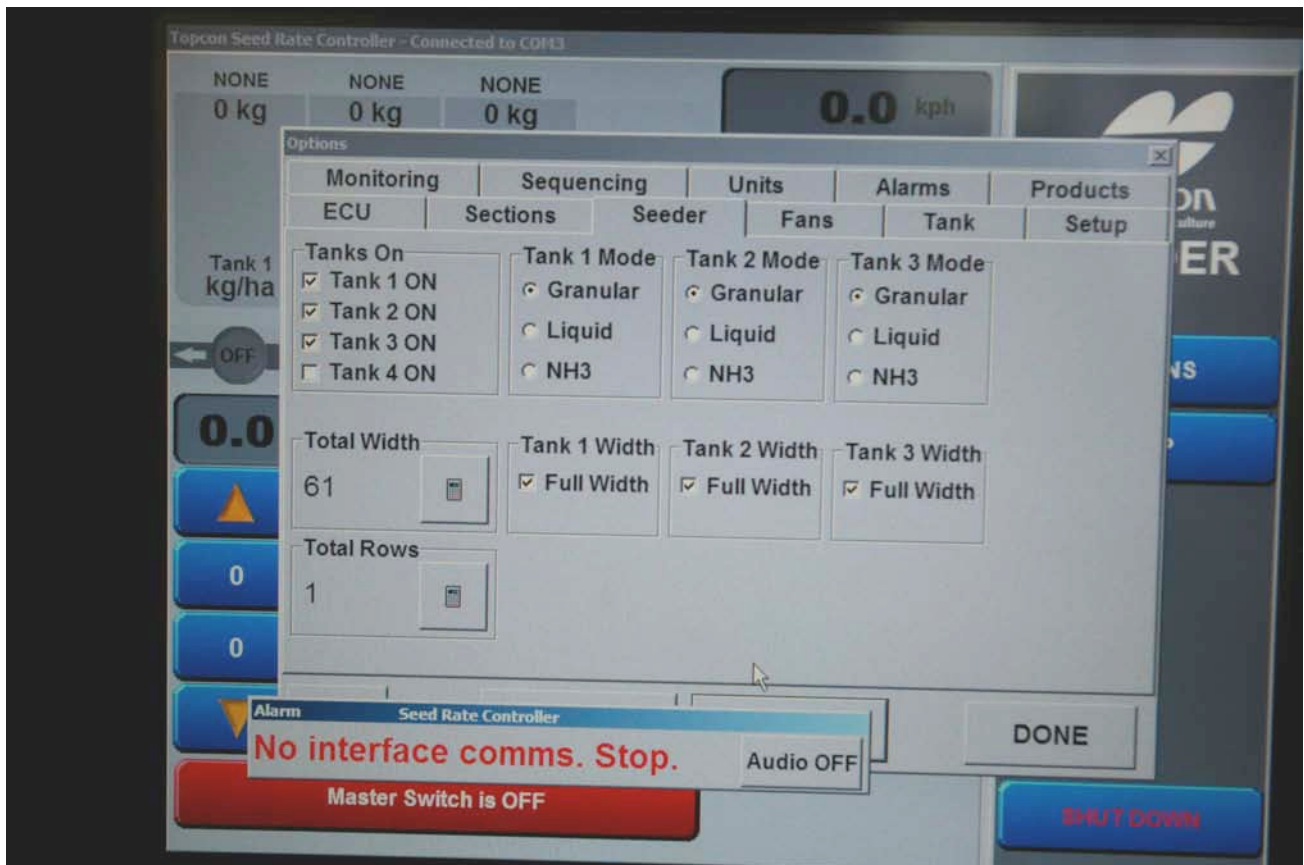 Topcon Seed Rate Controller - Connected to COM3
NONE NONE NONE
0 kg 0 kg 0 kg
0.0 kph
Options
Monitoring Sequencing Units Alarms Products
ECU Sections Seeder Fans Tank Setup
Tanks On
Tank 1 ON
Tank 2 ON
Tank 3 ON
Tank 4 ON
Tank 1 Mode
Granular
Liquid
NH3
Tank 2 Mode
Granular
Liquid
NH3
Tank 3 Mode
Granular
Liquid
NH3
Total Width
61
Tank 1 Width
Full Width
Tank 2 Width
Full Width
Tank 3 Width
Full Width
Total Rows
1
DONE
Tank 1
kg/ha
OFF
0.0
0
0
on
ulture
ER
NS
Alarm Seed Rate Controller
No interface comms. Stop.
Audio OFF
Master Switch is OFF
SHUT DOWN